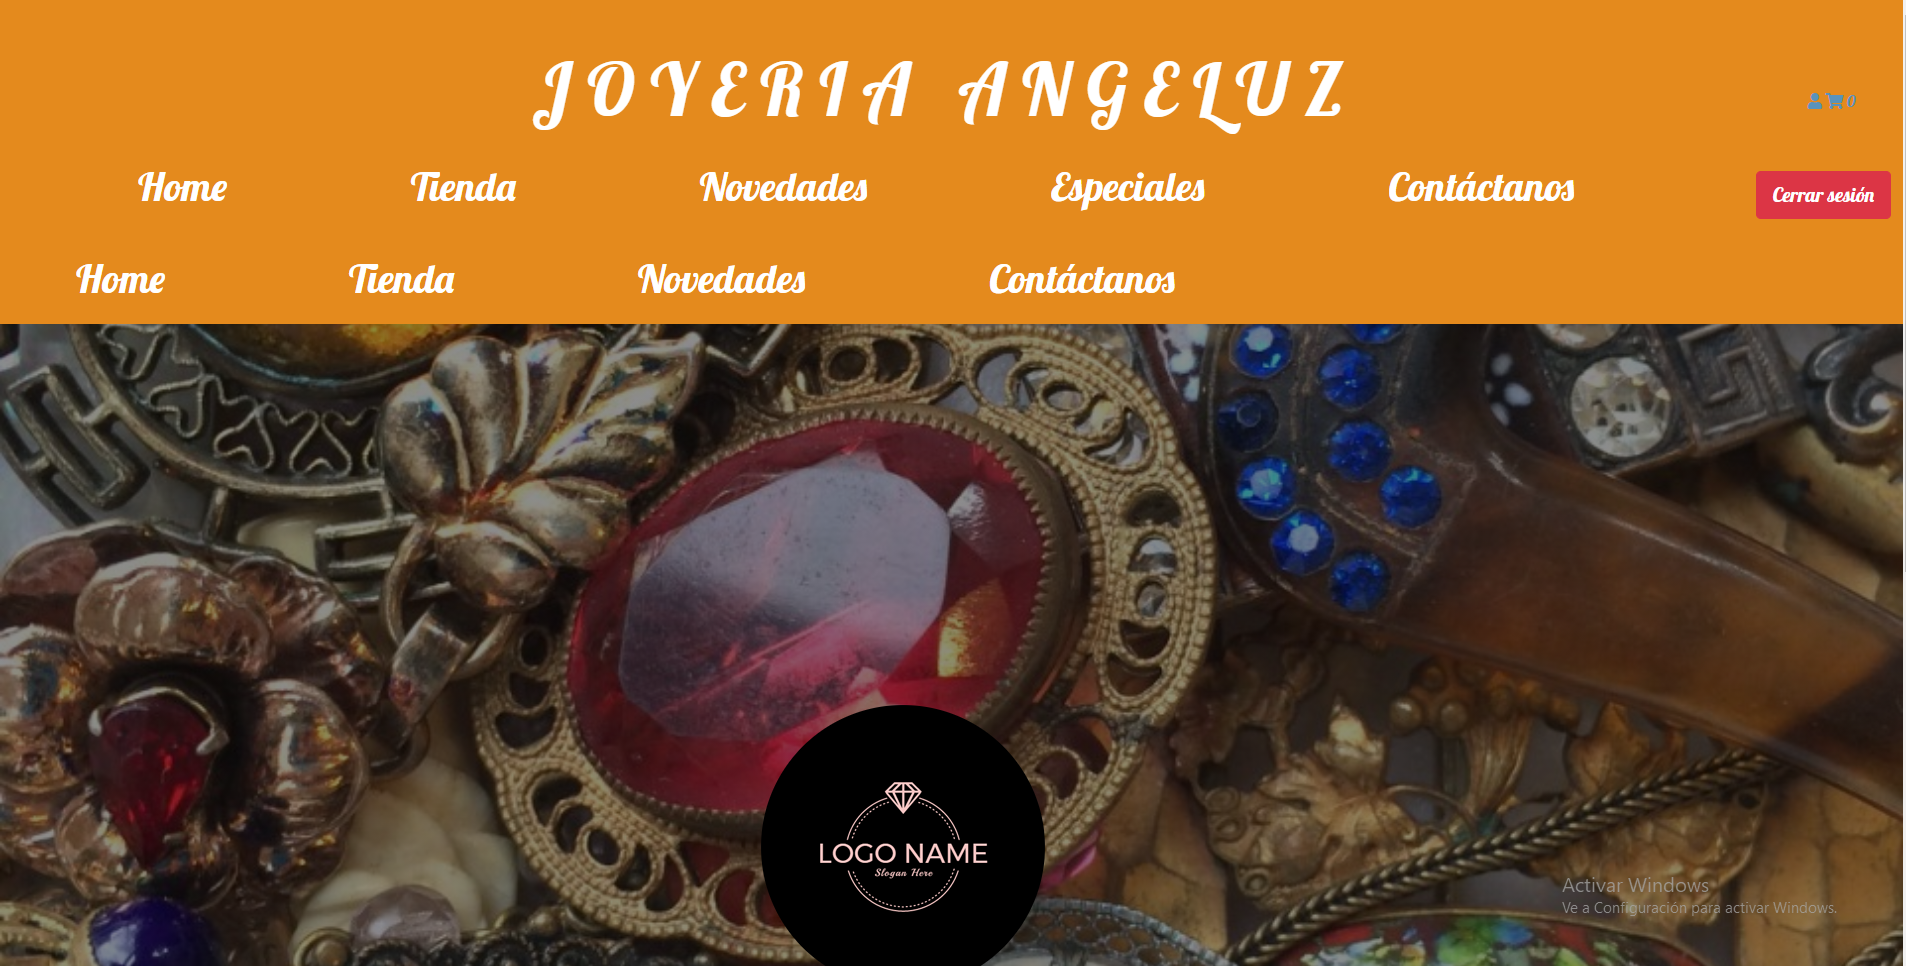 JOYERIA ANGELUZ
0
Home Tienda Novedades Especiales Contáctanos Cerrar sesión
Home Tienda Novedades Contáctanos
LOGO NAME
Slogan Here
Activar Windows
Ve a Configuración para activar Windows.